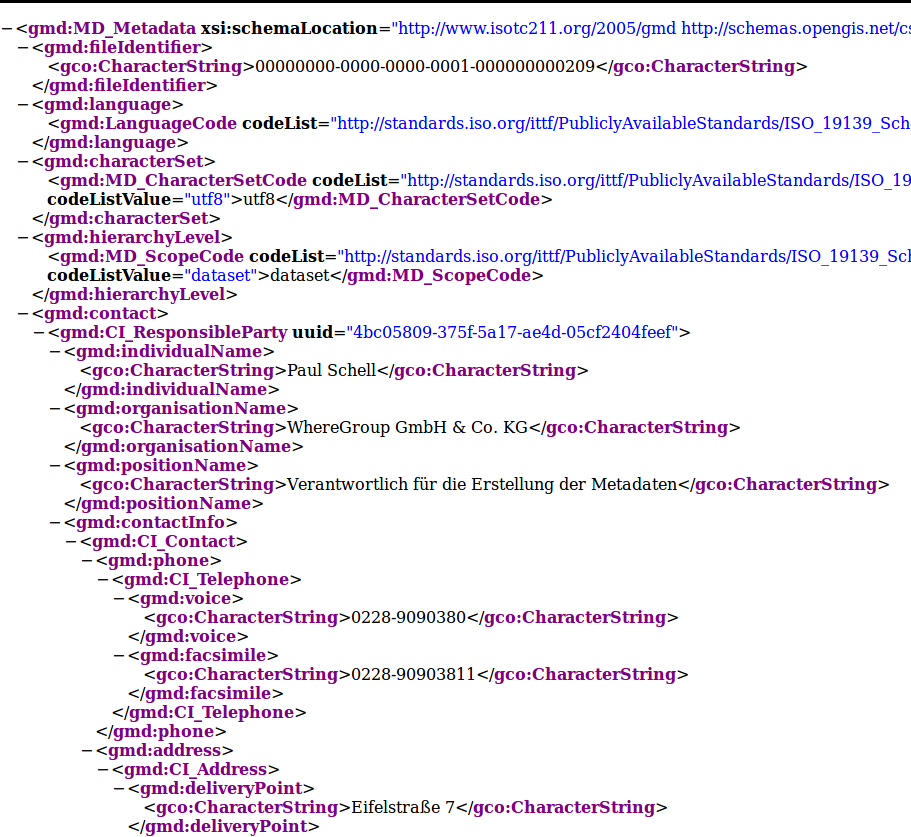 −<gmd:MD_Metadata xsi:schemaLocation="http://www.isotc211.org/2005/gmd http://schemas.opengis.net/cs
−<gmd:fileIdentifier>
<gco:CharacterString>00000000-0000-0000-0001-000000000209</gco:CharacterString>
</gmd:fileIdentifier>
−<gmd:language>
<gmd:LanguageCode codeList="http://standards.iso.org/ittf/PubliclyAvailableStandards/ISO_19139_Sch
</gmd:language>
−<gmd:characterSet>
<gmd:MD_CharacterSetCode codeList="http://standards.iso.org/ittf/PubliclyAvailableStandards/ISO_19
codeListValue="utf8">utf8</gmd:MD_CharacterSetCode>
</gmd:characterSet>
−<gmd:hierarchyLevel>
<gmd:MD_ScopeCode codeList="http://standards.iso.org/ittf/PubliclyAvailableStandards/ISO_19139_Sch
codeListValue="dataset">dataset</gmd:MD_ScopeCode>
</gmd:hierarchyLevel>
−<gmd:contact>
−<gmd:CI_ResponsibleParty uuid="4bc05809-375f-5a17-ae4d-05cf2404feef">
−<gmd:individualName>
<gco:CharacterString>Paul Schell</gco:CharacterString>
</gmd:individualName>
−<gmd:organisationName>
<gco:CharacterString>WhereGroup GmbH & Co. KG</gco:CharacterString>
</gmd:organisationName>
−<gmd:positionName>
<gco:CharacterString>Verantwortlich für die Erstellung der Metadaten</gco:CharacterString>
</gmd:positionName>
−<gmd:contactInfo>
−<gmd:CI_Contact>
−<gmd:phone>
−<gmd:CI_Telephone>
−<gmd:voice>
<gco:CharacterString>0228-9090380</gco:CharacterString>
</gmd:voice>
−<gmd:facsimile>
<gco:CharacterString>0228-90903811</gco:CharacterString>
</gmd:facsimile>
</gmd:CI_Telephone>
</gmd:phone>
−<gmd:address>
−<gmd:CI_Address>
−<gmd:deliveryPoint>
<gco:CharacterString>Eifelstraße 7</gco:CharacterString>
</gmd:deliveryPoint>